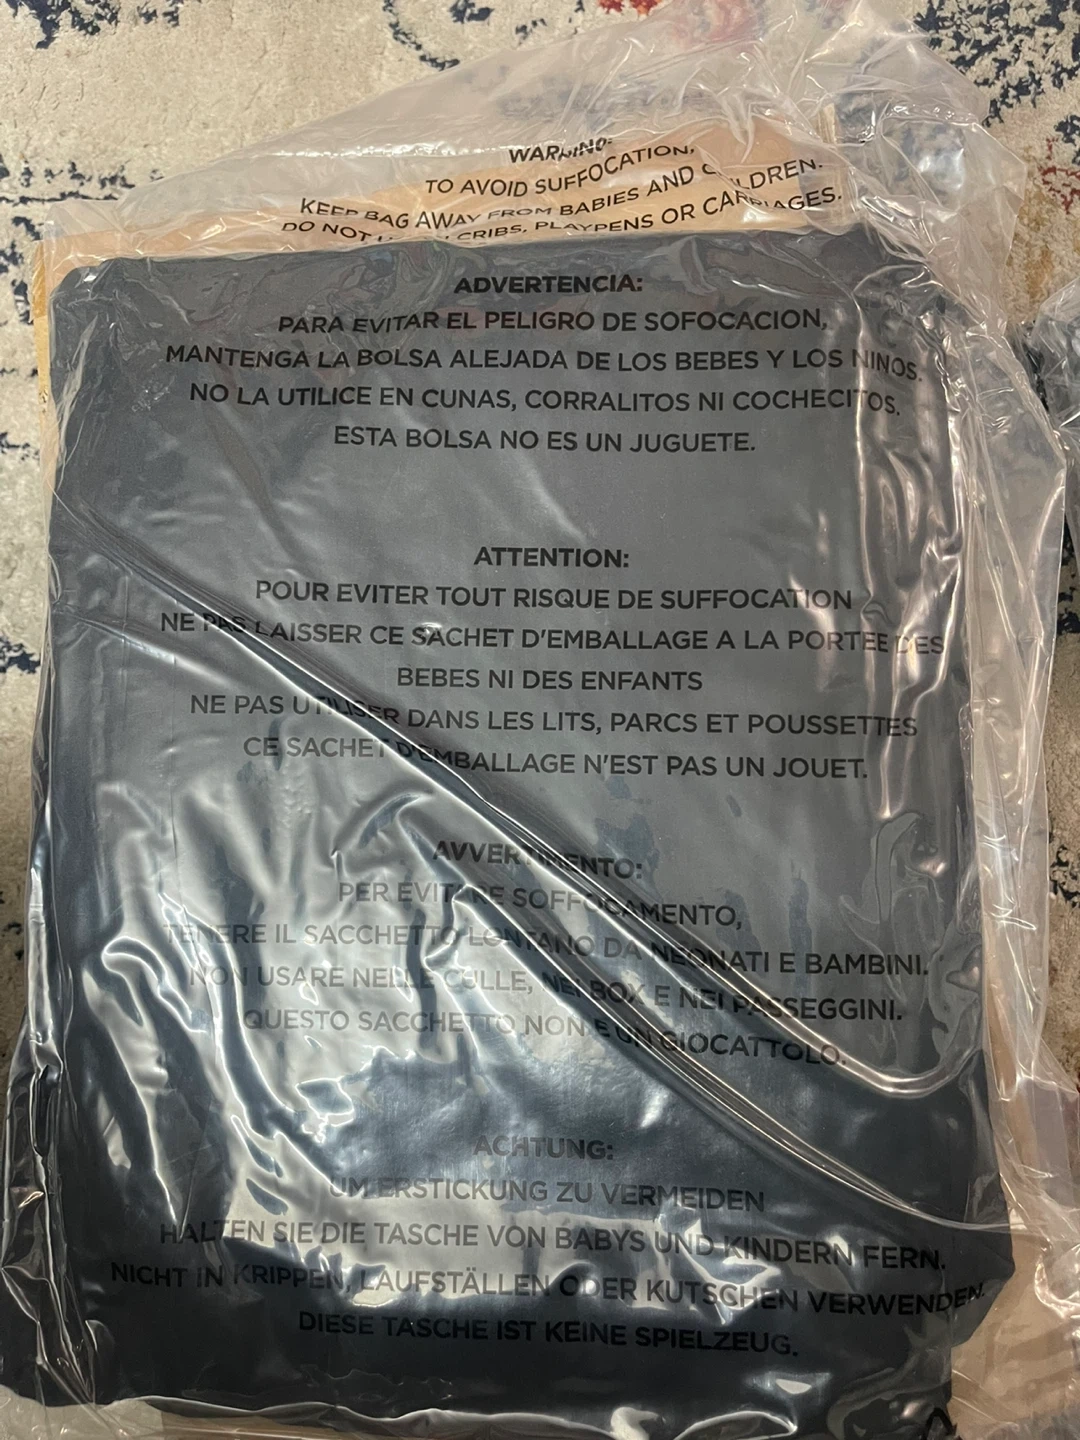 WARNING:
TO AVOID SUFFOCATION,
KEEP BAG AWAY FROM BABIES AND CHILDREN.
DO NOT CRIBS, PLAYPENS OR CARRIAGES.
ADVERTENCIA:
PARA EVITAR EL PELIGRO DE SOFOCACION,
MANTENGA LA BOLSA ALEJADA DE LOS BEBES Y LOS NINOS.
NO LA UTILICE EN CUNAS, CORRALITOS NI COCHECITOS.
ESTA BOLSA NO ES UN JUGUETE.
ATTENTION:
POUR EVITER TOUT RISQUE DE SUFFOCATION
NE PAS LAISSER CE SACHET D'EMBALLAGE A LA PORTEE DES
BEBES NI DES ENFANTS
NE PAS UTILISER DANS LES LITS, PARCS ET POUSSETTES
CE SACHET D'EMBALLAGE N'EST PAS UN JOUET.
AVVERTIMENTO:
PER EVITARE SOFFOCAMENTO,
TENERE IL SACCHETTO LONTANO DA NEONATI E BAMBINI.
NON USARE NELLE CULLE, NEI BOX E NEI PASSEGGINI.
QUESTO SACCHETTO NON E UN GIOCATTOLO.
ACHTUNG:
UM ERSTICKUNG ZU VERMEIDEN
HALTEN SIE DIE TASCHE VON BABYS UND KINDERN FERN.
NICHT IN KRIPPEN, LAUFSTÄLLEN ODER KUTSCHEN VERWENDEN.
DIESE TASCHE IST KEINE SPIELZEUG.